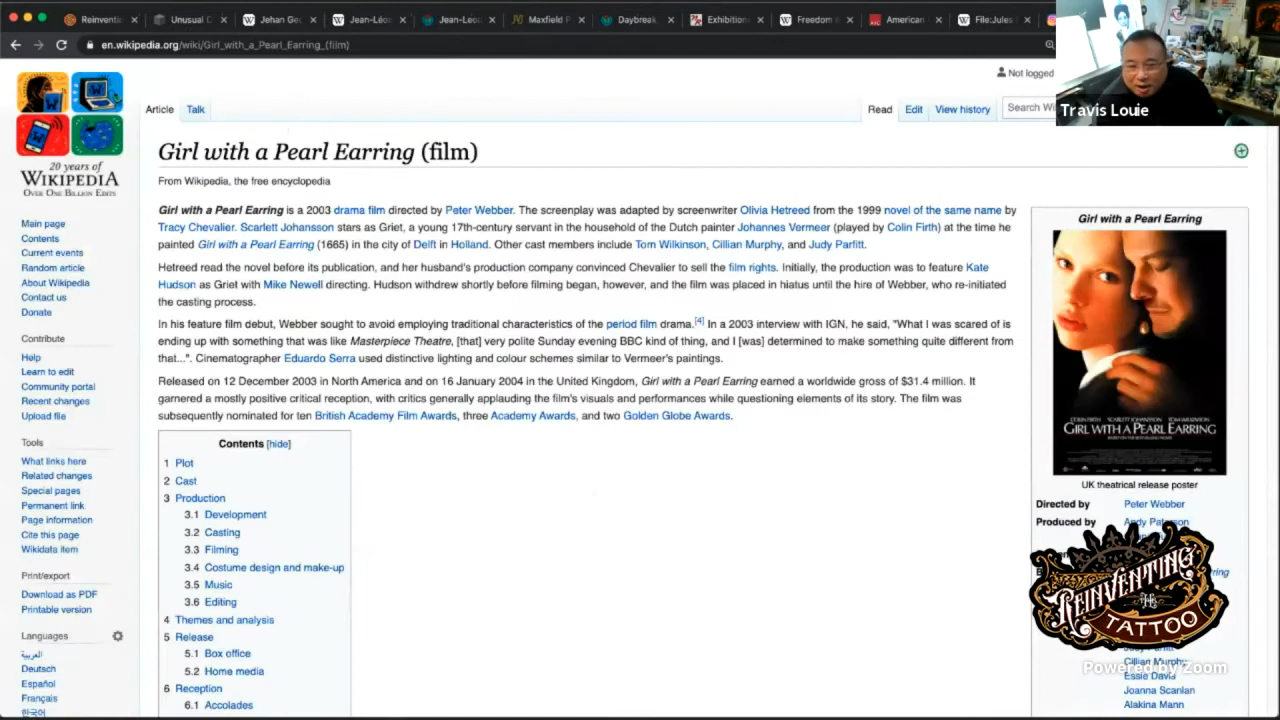 Reinventi
Unusual C
Jehan Geo
Jean-Léo
Jean-Leo
Maxfield P
Daybreak
Exhibition
Freedom
American
File:Jules
en.wikipedia.org/wiki/Girl_with_a_Pearl_Earring_(film)
Travis Louie
Not logged
Article Talk
Read Edit View history Search Wi
20 years of
WIKIPEDIA
OVER ONE BILLION EDITS
Main page
Contents
Current events
Random article
About Wikipedia
Contact us
Donate
Contribute
Help
Learn to edit
Community portal
Recent changes
Upload file
Tools
What links here
Related changes
Special pages
Permanent link
Page information
Cite this page
Wikidata item
Print/export
Download as PDF
Printable version
Languages
العربية
Deutsch
Español
Français
한국어
Girl with a Pearl Earring (film)
From Wikipedia, the free encyclopedia
Girl with a Pearl Earring is a 2003 drama film directed by Peter Webber. The screenplay was adapted by screenwriter Olivia Hetreed from the 1999 novel of the same name by
Tracy Chevalier. Scarlett Johansson stars as Griet, a young 17th-century servant in the household of the Dutch painter Johannes Vermeer (played by Colin Firth) at the time he
painted Girl with a Pearl Earring (1665) in the city of Delft in Holland. Other cast members include Tom Wilkinson, Cillian Murphy, and Judy Parfitt.
Hetreed read the novel before its publication, and her husband's production company convinced Chevalier to sell the film rights. Initially, the production was to feature Kate
Hudson as Griet with Mike Newell directing. Hudson withdrew shortly before filming began, however, and the film was placed in hiatus until the hire of Webber, who re-initiated
the casting process.
In his feature film debut, Webber sought to avoid employing traditional characteristics of the period film drama.[4] In a 2003 interview with IGN, he said, "What I was scared of is
ending up with something that was like Masterpiece Theatre, [that] very polite Sunday evening BBC kind of thing, and I [was] determined to make something quite different from
that...". Cinematographer Eduardo Serra used distinctive lighting and colour schemes similar to Vermeer's paintings.
Released on 12 December 2003 in North America and on 16 January 2004 in the United Kingdom, Girl with a Pearl Earring earned a worldwide gross of $31.4 million. It
garnered a mostly positive critical reception, with critics generally applauding the film's visuals and performances while questioning elements of its story. The film was
subsequently nominated for ten British Academy Film Awards, three Academy Awards, and two Golden Globe Awards.
Contents [hide]
1 Plot
2 Cast
3 Production
3.1 Development
3.2 Casting
3.3 Filming
3.4 Costume design and make-up
3.5 Music
3.6 Editing
4 Themes and analysis
5 Release
5.1 Box office
5.2 Home media
6 Reception
6.1 Accolades
Girl with a Pearl Earring
COLIN FIRTH SCARLETT JOHANSSON TOM WILKINSON
GIRL WITH A PEARL EARRING
UK theatrical release poster
Directed by Peter Webber
Produced by Andy Paterson
ring
REINVENTING
THE
TATTOO
Judy Parfitt
Cillian Murphy
Powered by Zoom
Essie Davis
Joanna Scanlan
Alakina Mann